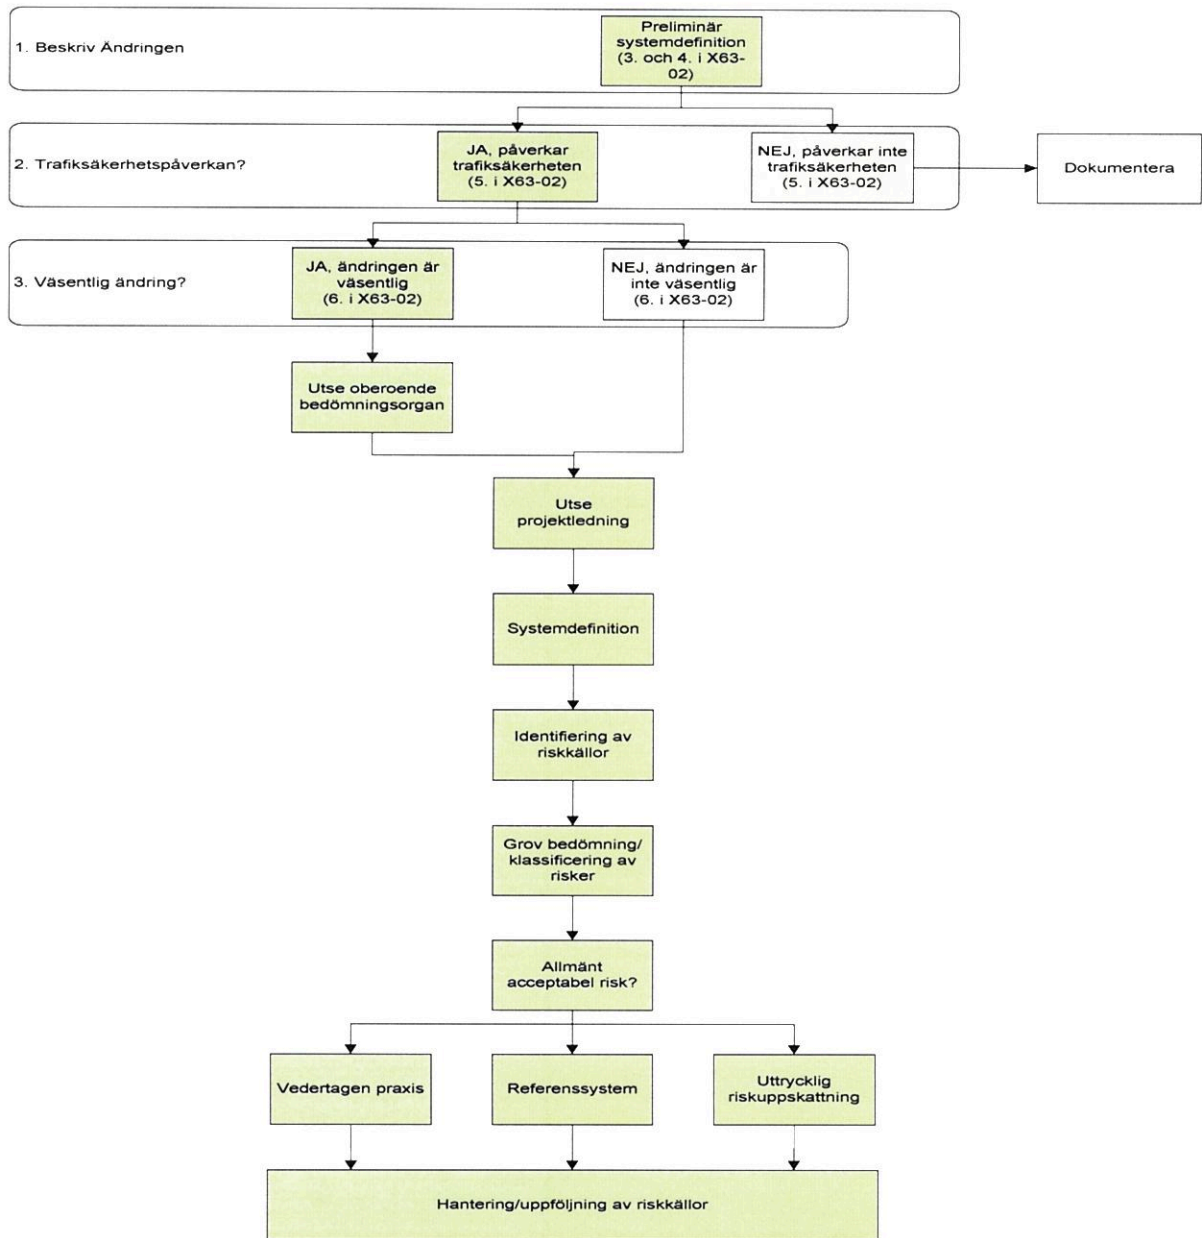 1. Beskriv Ändringen
Preliminär
systemdefinition
(3. och 4. i X63-
02)
2. Trafiksäkerhetspåverkan?
JA, påverkar
trafiksäkerheten
(5. i X63-02)
NEJ, påverkar inte
trafiksäkerheten
(5. i X63-02)
Dokumentera
3. Väsentlig ändring?
JA, ändringen är
väsentlig
(6. i X63-02)
NEJ, ändringen är
inte väsentlig
(6. i X63-02)
Utse oberoende
bedömningsorgan
Utse
projektledning
Systemdefinition
Identifiering av
riskkällor
Grov bedömning/
klassificering av
risker
Allmänt
acceptabel risk?
Vedertagen praxis
Referenssystem
Uttrycklig
riskuppskattning
Hantering/uppföljning av riskkällor